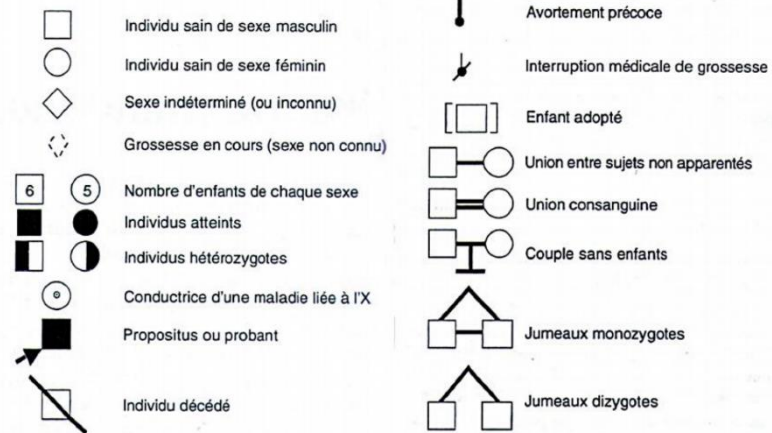 Individu sain de sexe masculin
Individu sain de sexe féminin
Sexe indéterminé (ou inconnu)
Grossesse en cours (sexe non connu)
6 5 Nombre d'enfants de chaque sexe
Individus atteints
Individus hétérozygotes
Conductrice d'une maladie liée à l'X
Propositus ou probant
Individu décédé
Avortement précoce
Interruption médicale de grossesse
Enfant adopté
Union entre sujets non apparentés
Union consanguine
Couple sans enfants
Jumeaux monozygotes
Jumeaux dizygotes